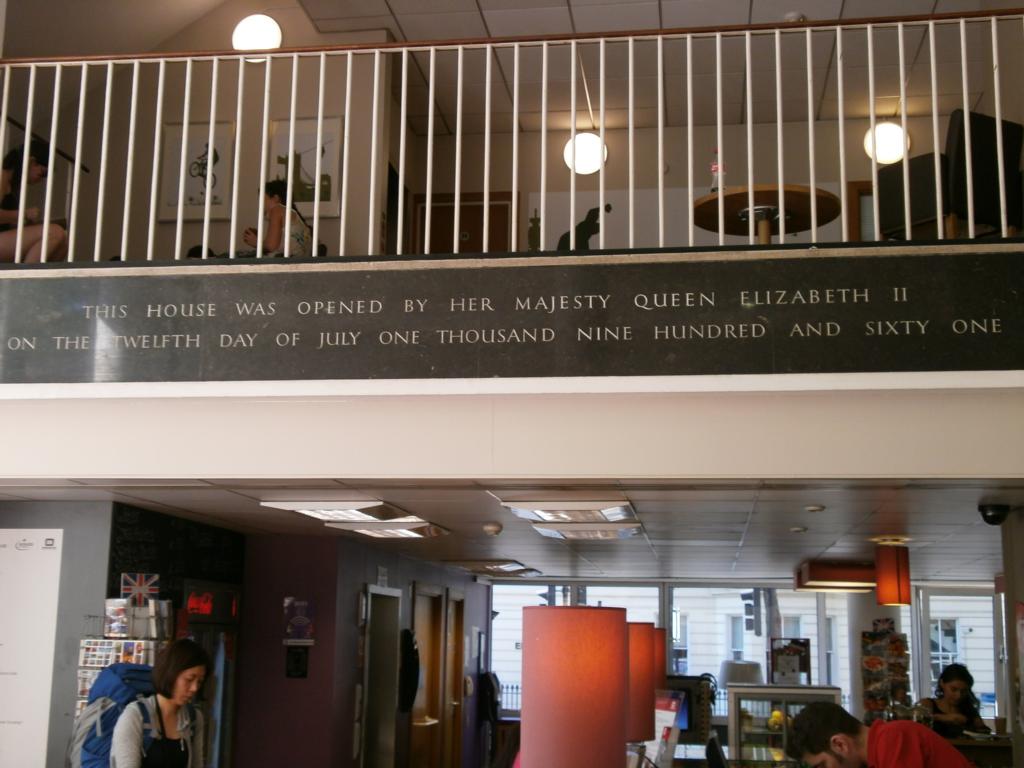 THIS HOUSE WAS OPENED BY HER MAJESTY QUEEN ELIZABETH II
ON THE TWELFTH DAY OF JULY ONE THOUSAND NINE HUNDRED AND SIXTY ONE